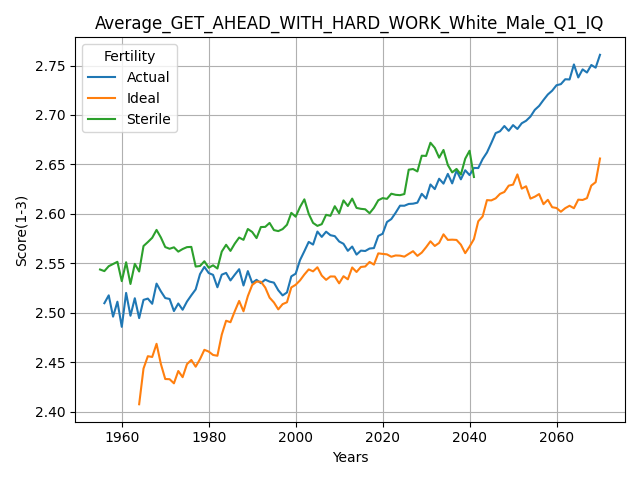 Average_GET_AHEAD_WITH_HARD_WORK_White_Male_Q1_IQ
Fertility
Actual
Ideal
Sterile
Score(1-3)
2.75
2.70
2.65
2.60
2.55
2.50
2.45
2.40
1960 1980 2000 2020 2040 2060
Years